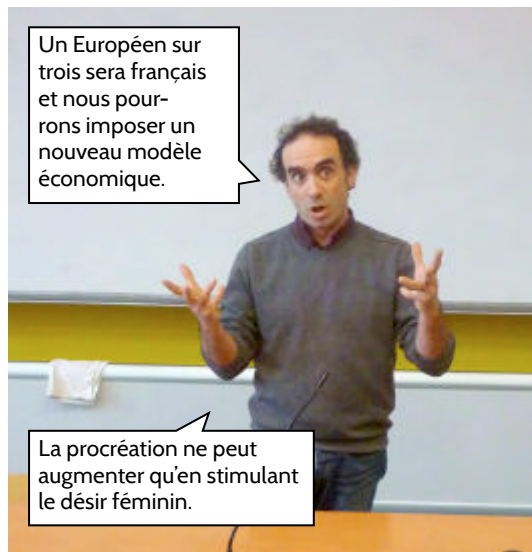 Un Européen sur
trois sera français
et nous pour-
rons imposer un
nouveau modèle
économique.
La procréation ne peut
augmenter qu'en stimulant
le désir féminin.